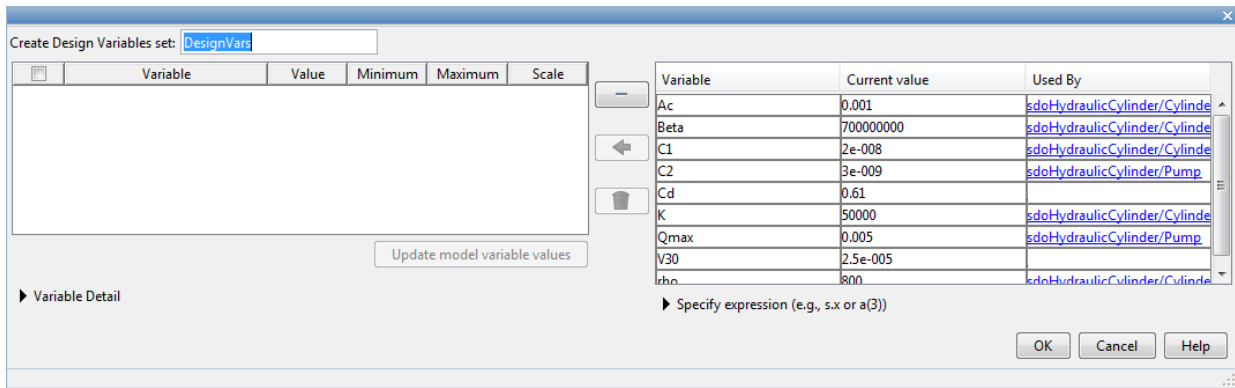 Create Design Variables set: DesignVars
Variable Value Minimum Maximum Scale
Update model variable values
Variable Detail
Variable Current value Used By
Ac 0.001 sdoHydraulicCylinder/Cylinde
Beta 700000000 sdoHydraulicCylinder/Cylinde
C1 2e-008 sdoHydraulicCylinder/Cylinde
C2 3e-009 sdoHydraulicCylinder/Pump
Cd 0.61
K 50000 sdoHydraulicCylinder/Cylinde
Qmax 0.005 sdoHydraulicCylinder/Pump
V30 2.5e-005
rho 800 sdoHydraulicCylinder/Cylinde
Specify expression (e.g., s.x or a(3))
OK Cancel Help